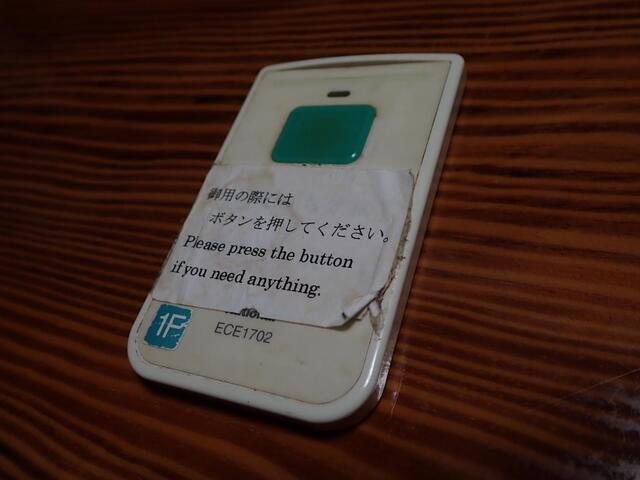 御用の際には
ボタンを押してください。
Please press the button
if you need anything.
1F
ECE1702